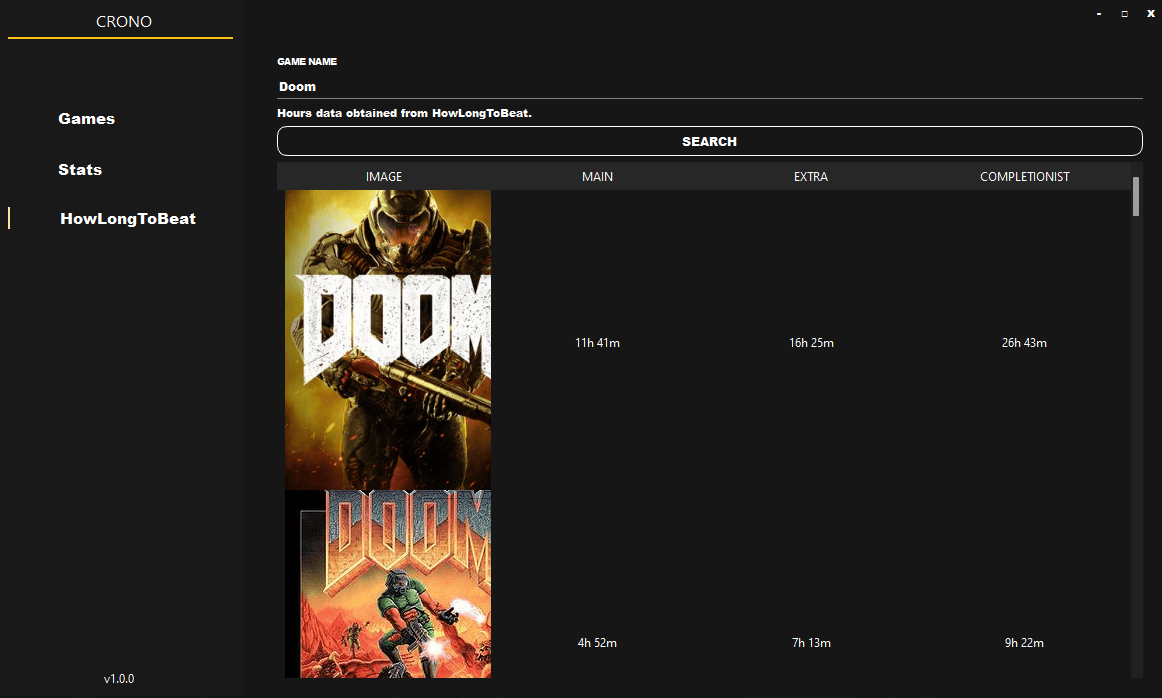 CRONO
- □ X
Games
Stats
HowLongToBeat
v1.0.0
GAME NAME
Doom
Hours data obtained from HowLongToBeat.
SEARCH
IMAGE MAIN EXTRA COMPLETIONIST
DOOM
11h 41m 16h 25m 26h 43m
DOOM
4h 52m 7h 13m 9h 22m